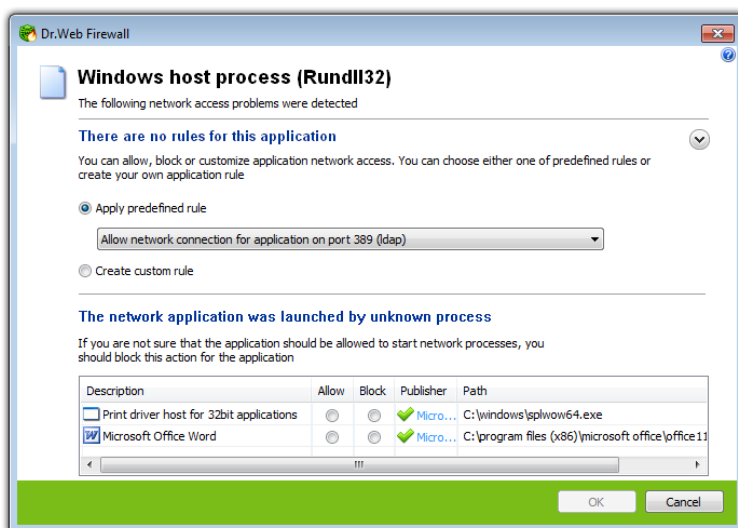 Dr.Web Firewall
Windows host process (Rundll32)
The following network access problems were detected
There are no rules for this application
You can allow, block or customize application network access. You can choose either one of predefined rules or
create your own application rule
Apply predefined rule
Allow network connection for application on port 389 (ldap)
Create custom rule
The network application was launched by unknown process
If you are not sure that the application should be allowed to start network processes, you
should block this action for the application
Description Allow Block Publisher Path
Print driver host for 32bit applications Micro... C:\windows\splwow64.exe
Microsoft Office Word Micro... C:\program files (x86)\microsoft office\office11
OK Cancel